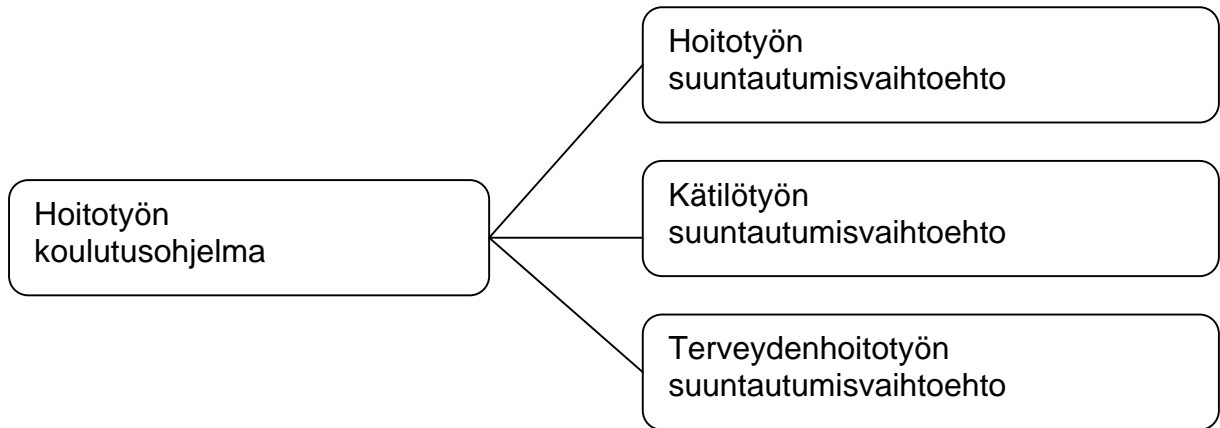 Hoitotyön
koulutusohjelma
Hoitotyön
suuntautumisvaihtoehto
Kätilötyön
suuntautumisvaihtoehto
Terveydenhoitotyön
suuntautumisvaihtoehto